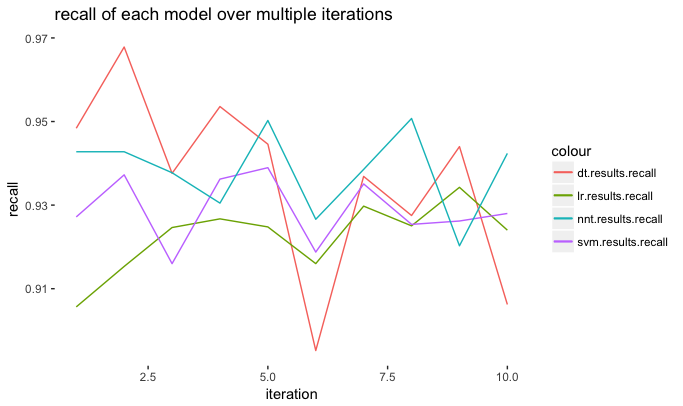 recall of each model over multiple iterations
0.97
0.95
0.93
0.91
recall
2.5
5.0
7.5
10.0
iteration
colour
dt.results.recall
lr.results.recall
nnt.results.recall
svm.results.recall